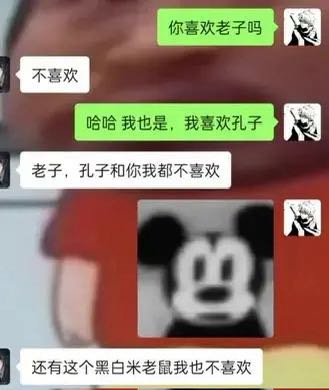 你喜欢老子吗
不喜欢
哈哈 我也是，我喜欢孔子
老子，孔子和你我都不喜欢
还有这个黑白米老鼠我也不喜欢